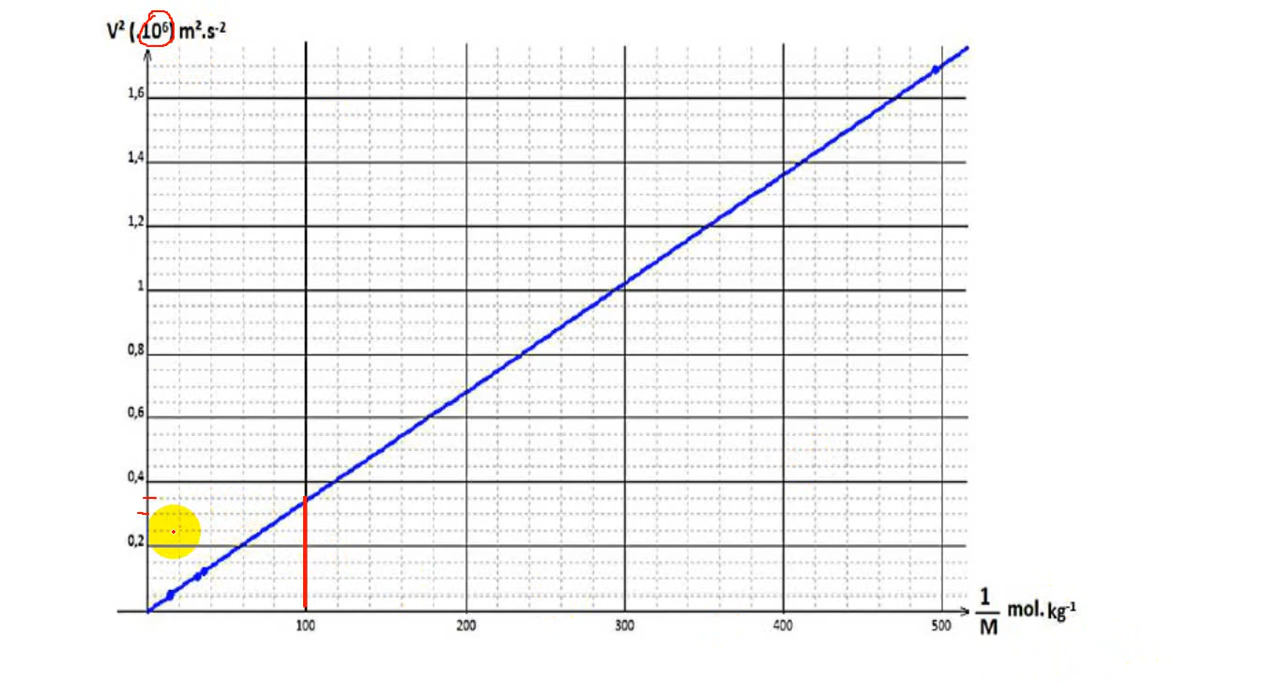 V² (.10⁶) m².s⁻²
1,6
1,4
1,2
1
0,8
0,6
0,4
0,2
100 200 300 400 500
1
M
mol.kg⁻¹